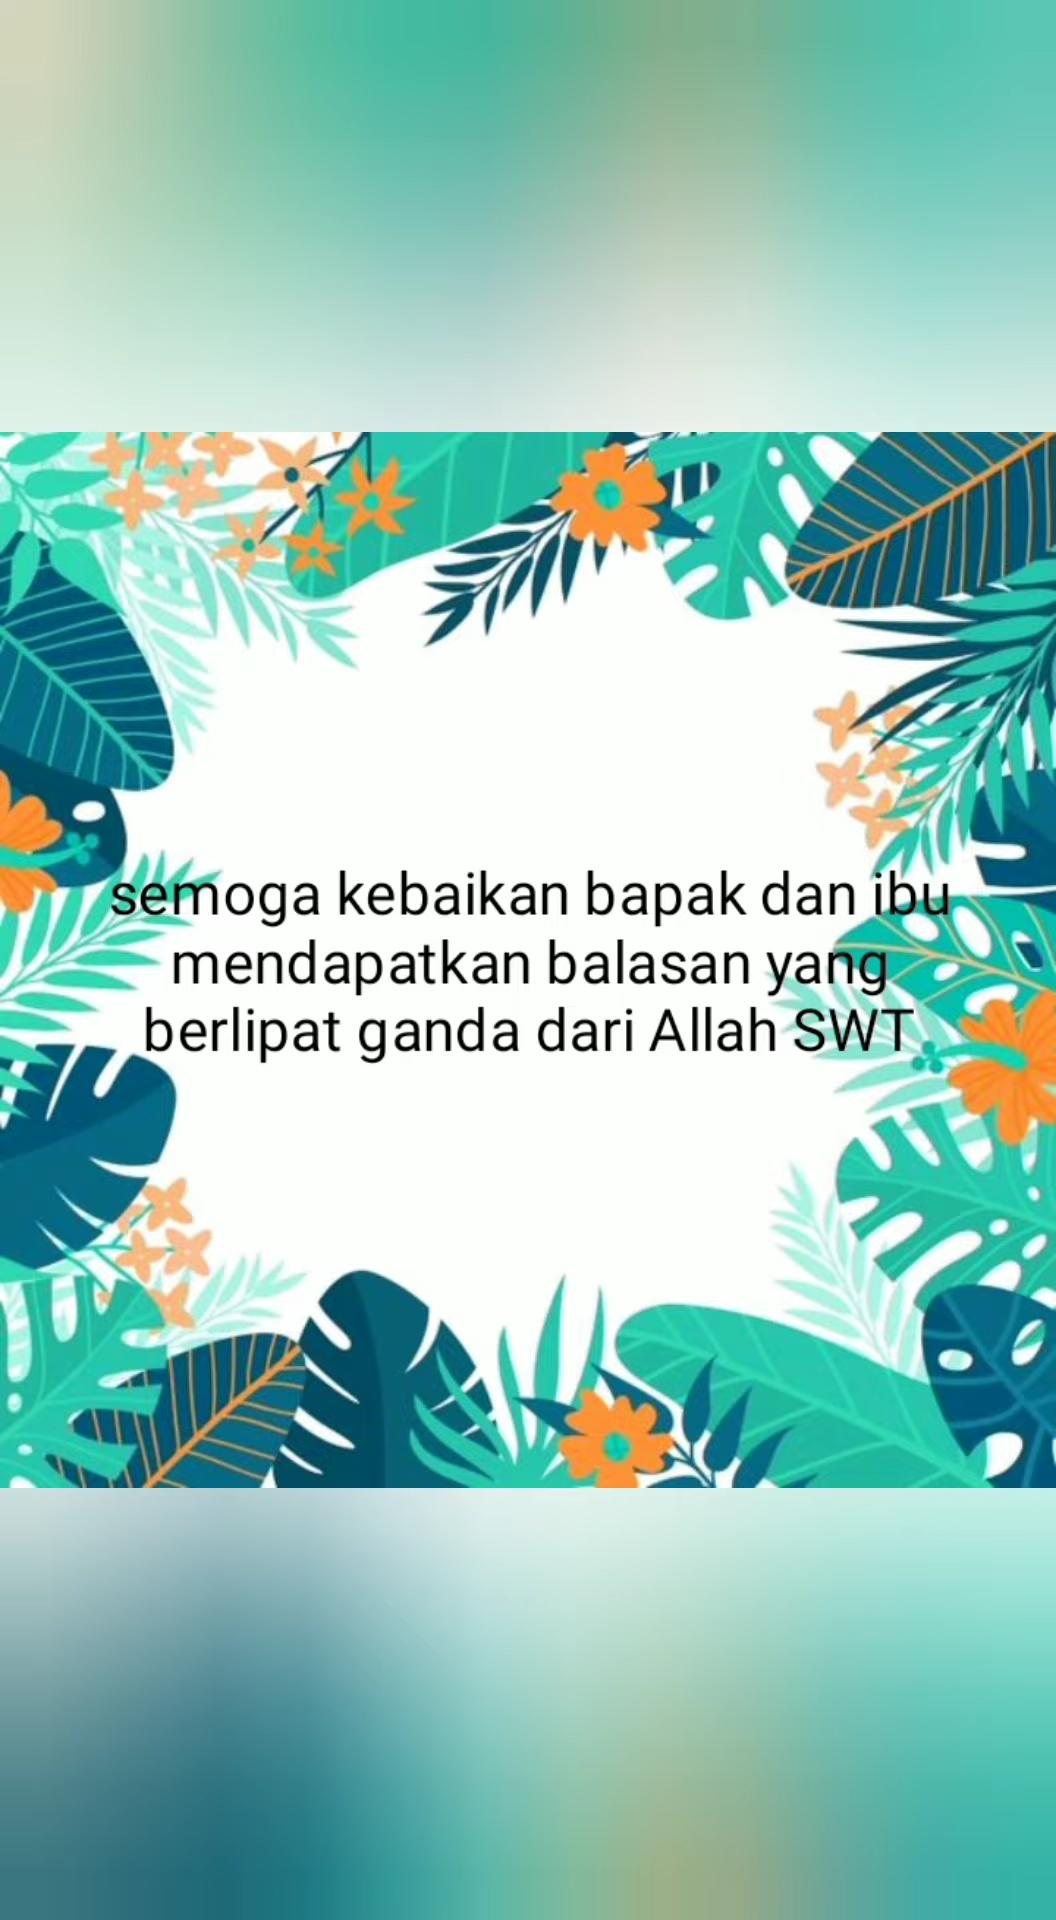 semoga kebaikan bapak dan ibu
mendapatkan balasan yang
berlipat ganda dari Allah SWT